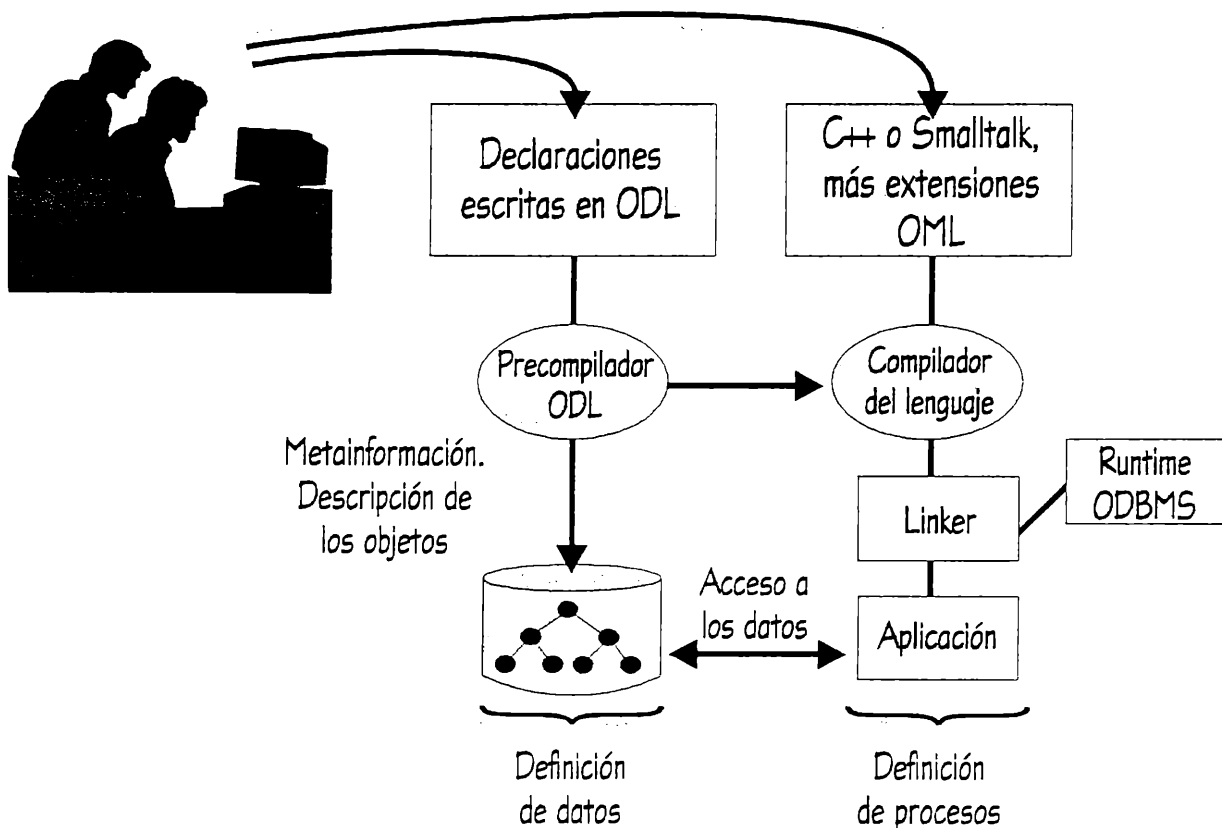 Declaraciones
escritas en ODL
C++ o Smalltalk,
más extensiones
OML
Precompilador
ODL
Compilador
del lenguaje
Metainformación.
Descripción de
los objetos
Linker
Runtime
ODBMS
Acceso a
los datos
Aplicación
Definición
de datos
Definición
de procesos